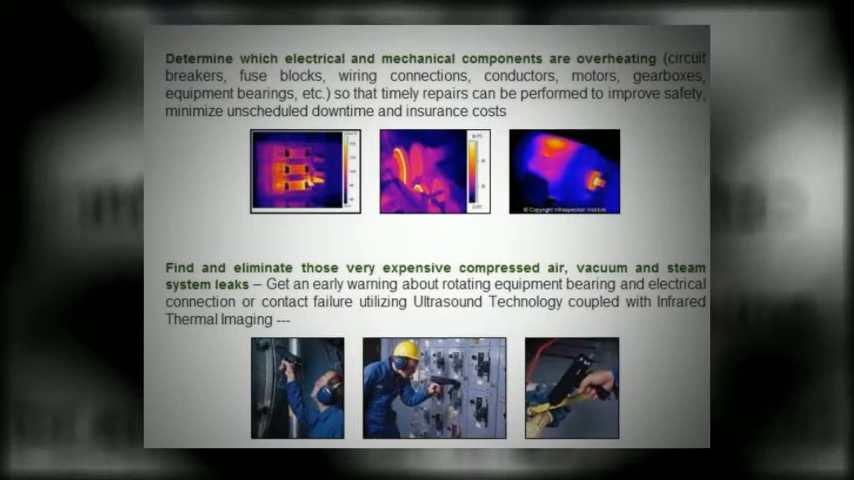 Determine which electrical and mechanical components are overheating (circuit
breakers, fuse blocks, wiring connections, conductors, motors, gearboxes,
equipment bearings, etc.) so that timely repairs can be performed to improve safety,
minimize unscheduled downtime and insurance costs
© Copyright Infraspection Institute
Find and eliminate those very expensive compressed air, vacuum and steam
system leaks – Get an early warning about rotating equipment bearing and electrical
connection or contact failure utilizing Ultrasound Technology coupled with Infrared
Thermal Imaging ---